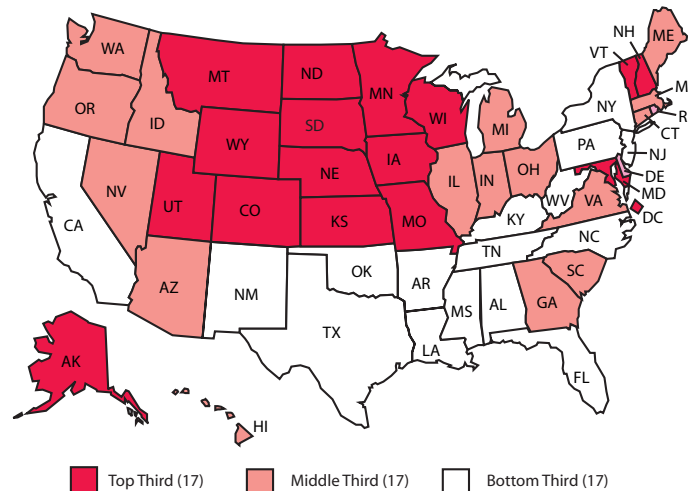 WA
MT
ND
MN
VT
NH
ME
OR
ID
WY
SD
WI
MI
NY
M
R
CT
NV
UT
CO
NE
IA
IL
IN
OH
PA
NJ
DE
MD
DC
CA
KS
MO
KY
WV
VA
AZ
NM
OK
AR
TN
NC
SC
TX
LA
MS
AL
GA
FL
AK
HI
Top Third (17)
Middle Third (17)
Bottom Third (17)